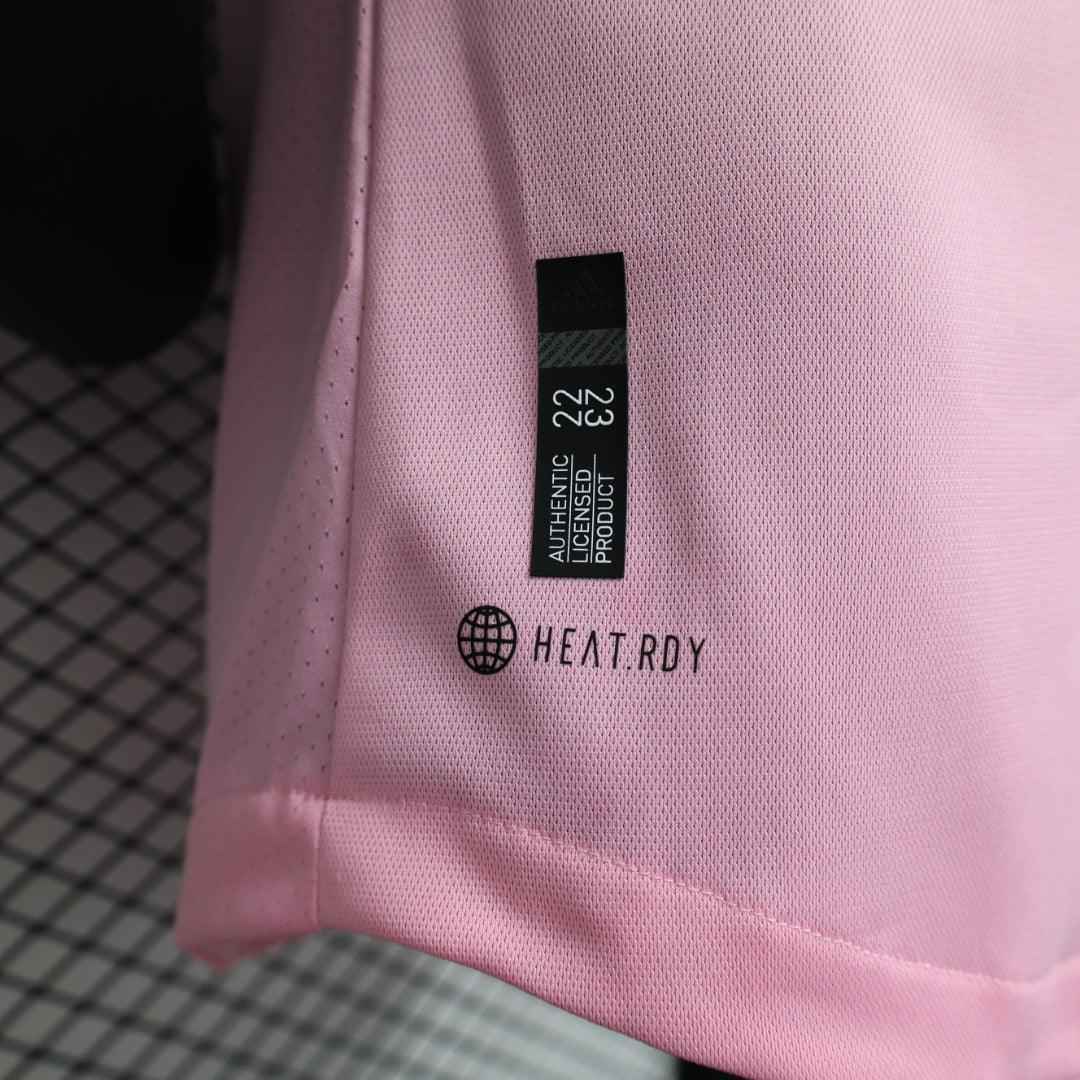 22
23
AUTHENTIC
LICENSED
PRODUCT
HEAT.RDY